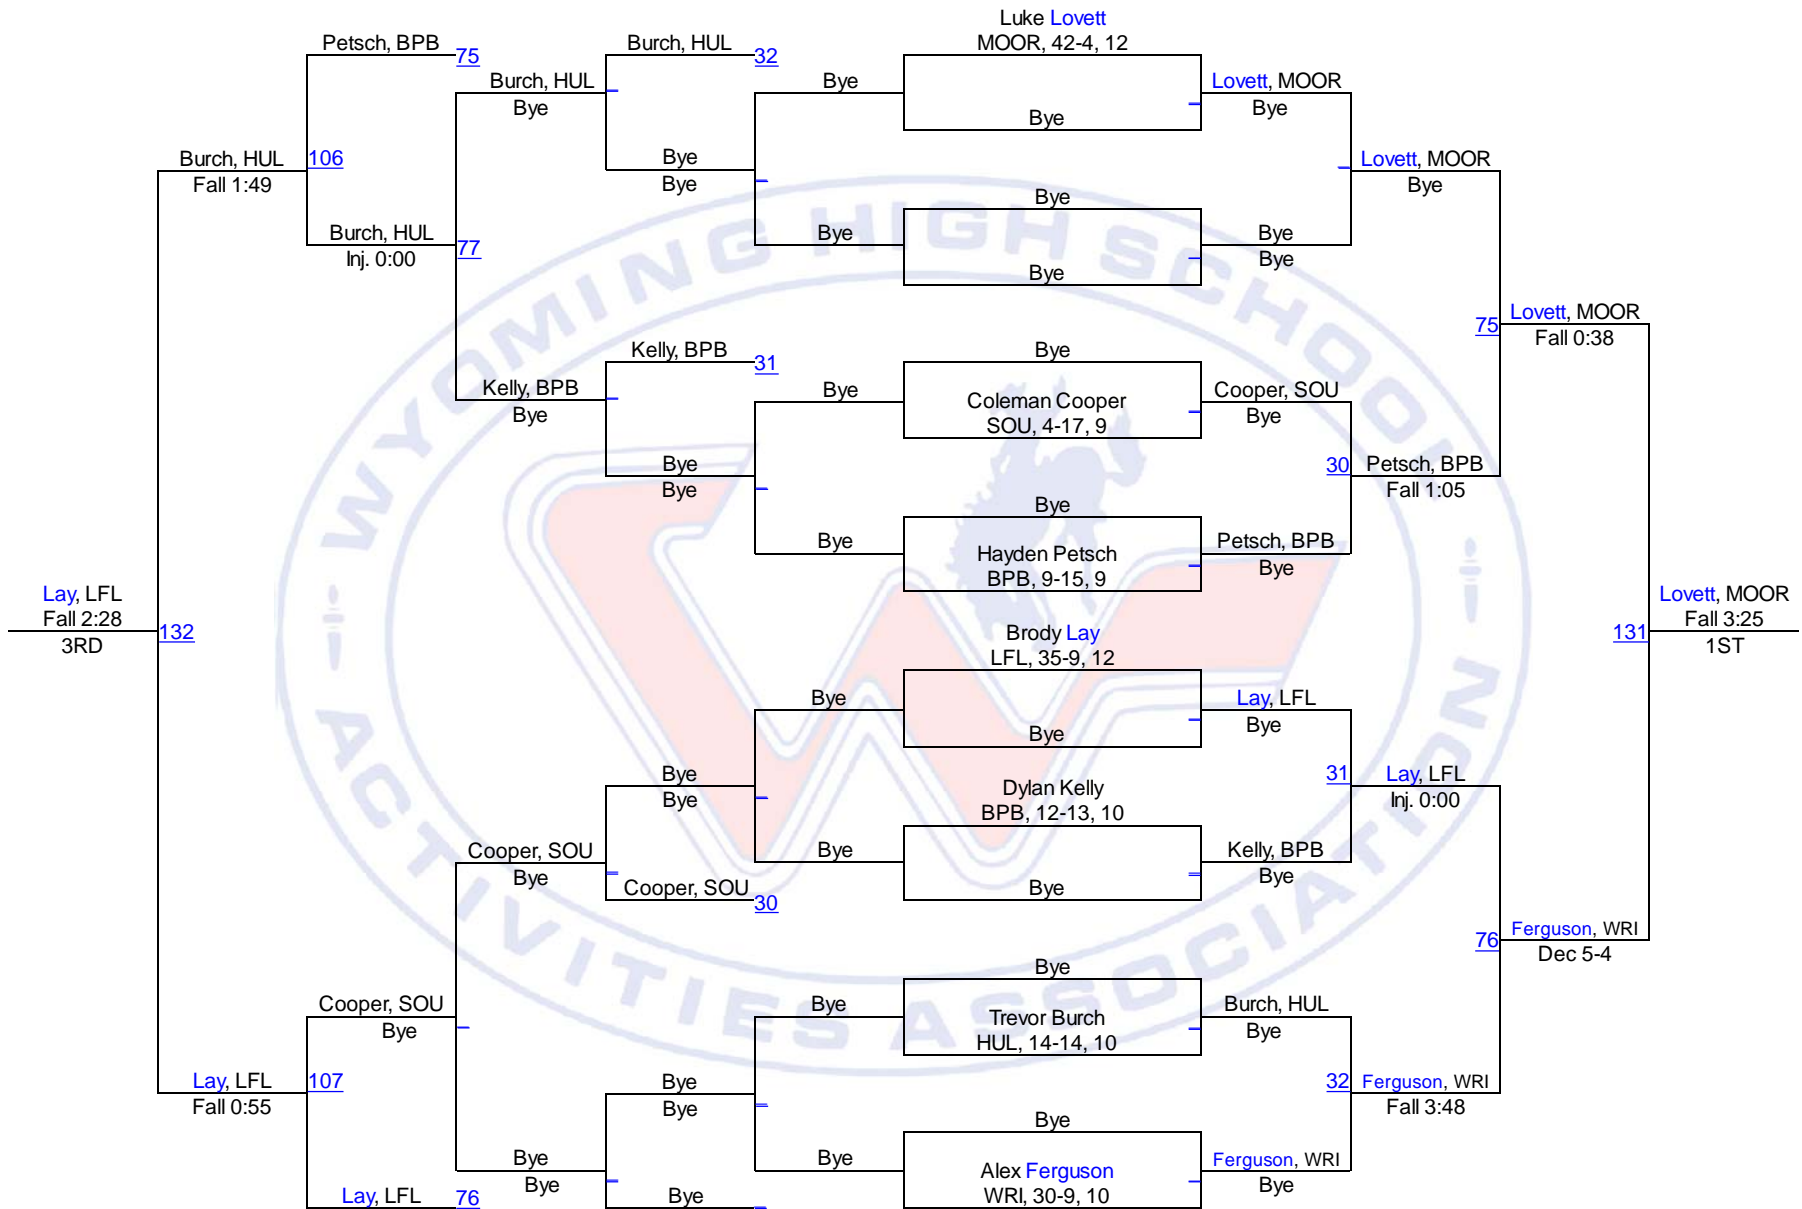 Luke Lovett
Petsch, BPB 75 Burch, HUL 32 MOOR, 42-4, 12
Burch, HUL Bye Lovett, MOOR
Bye Bye Bye
Burch, HUL 106 Bye Lovett, MOOR
Fall 1:49 Bye Bye Bye
Burch, HUL 77 Bye Bye
Inj. 0:00 Bye Bye
WYOMING HIGH SCHOOL
75 Lovett, MOOR
Fall 0:38
Kelly, BPB 31 Bye
Kelly, BPB Bye Coleman Cooper Cooper, SOU
Bye SOU, 4-17, 9 Bye
Bye 30 Petsch, BPB
Bye Bye Fall 1:05
Bye Hayden Petsch Petsch, BPB
BPB, 9-15, 9 Bye
Lay, LFL Lovett, MOOR
Fall 2:28 132 Brody Lay 131 Fall 3:25
3RD LFL, 35-9, 12 1ST
Bye Lay, LFL
Bye Bye
Bye Dylan Kelly 31 Lay, LFL
Bye BPB, 12-13, 10 Inj. 0:00
Cooper, SOU Bye Kelly, BPB
Bye Cooper, SOU 30 Bye Bye
76 Ferguson, WRI
Dec 5-4
ACTIVITIES ASSOCIATION
Bye
Cooper, SOU Bye Trevor Burch Burch, HUL
Bye HUL, 14-14, 10 Bye
Lay, LFL 107 Bye 32 Ferguson, WRI
Fall 0:55 Bye Bye Fall 3:48
Bye Bye Alex Ferguson Ferguson, WRI
Lay, LFL 76 Bye Bye WRI, 30-9, 10 Bye